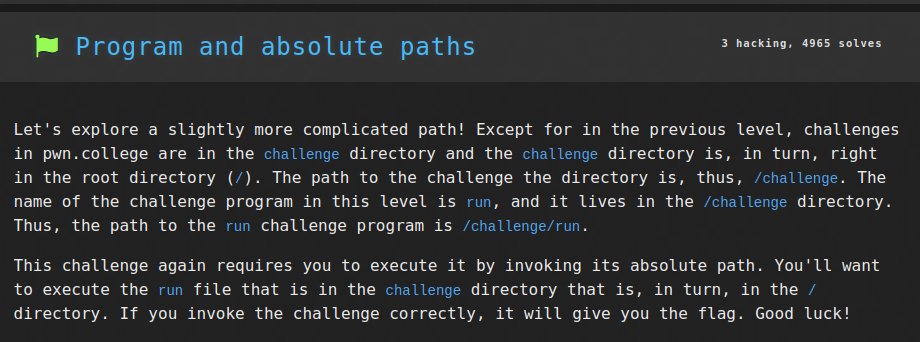 Program and absolute paths
3 hacking, 4965 solves
Let's explore a slightly more complicated path! Except for in the previous level, challenges
in pwn.college are in the challenge directory and the challenge directory is, in turn, right
in the root directory (/). The path to the challenge the directory is, thus, /challenge. The
name of the challenge program in this level is run, and it lives in the /challenge directory.
Thus, the path to the run challenge program is /challenge/run.
This challenge again requires you to execute it by invoking its absolute path. You'll want
to execute the run file that is in the challenge directory that is, in turn, in the /
directory. If you invoke the challenge correctly, it will give you the flag. Good luck!